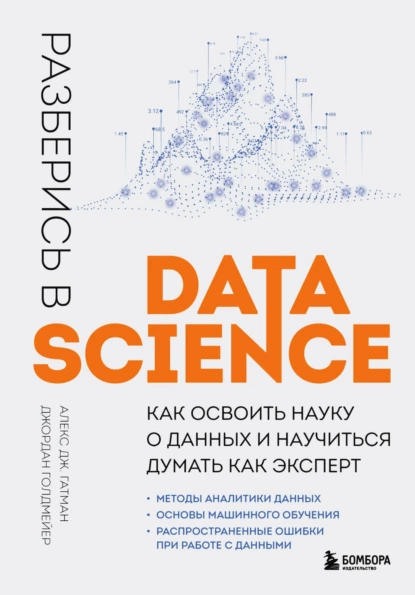 РАЗБЕРИСЬ В
DATA
SCIENCE
АЛЕКС ДЖ. ГАТМАН
ДЖОРДАН ГОЛДМЕЙЕР
КАК ОСВОИТЬ НАУКУ
О ДАННЫХ И НАУЧИТЬСЯ
ДУМАТЬ КАК ЭКСПЕРТ
• МЕТОДЫ АНАЛИТИКИ ДАННЫХ
• ОСНОВЫ МАШИННОГО ОБУЧЕНИЯ
• РАСПРОСТРАНЕННЫЕ ОШИБКИ
ПРИ РАБОТЕ С ДАННЫМИ
БОМБОРА
ИЗДАТЕЛЬСТВО